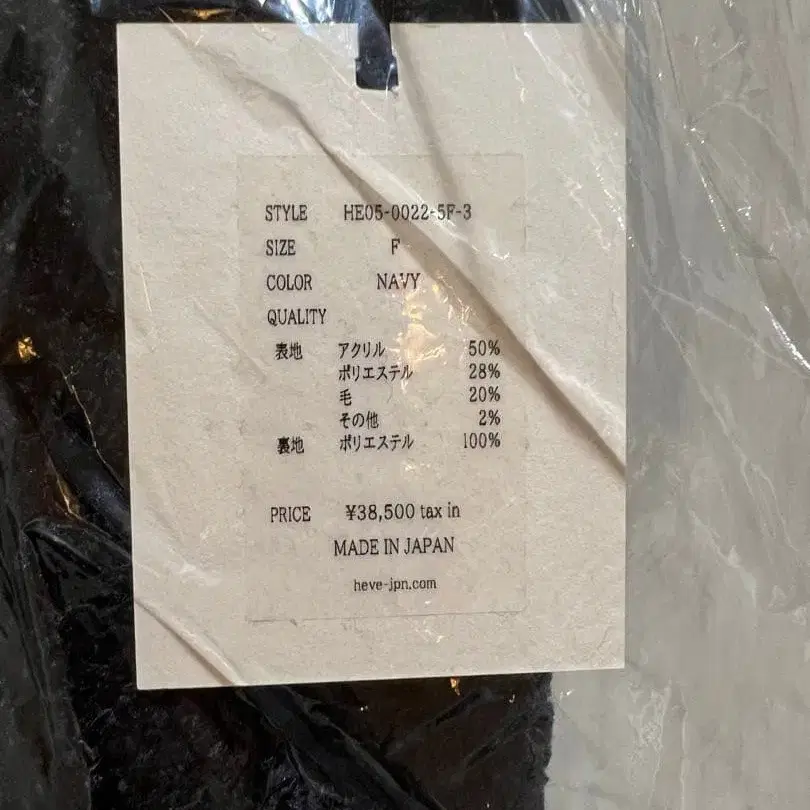 STYLE HE05-0022-5F-3
SIZE F
COLOR NAVY
QUALITY
表地 アクリル 50%
ポリエステル 28%
毛 20%
その他 2%
裏地 ポリエステル 100%
PRICE ¥38,500 tax in
MADE IN JAPAN
heve-jpn.com